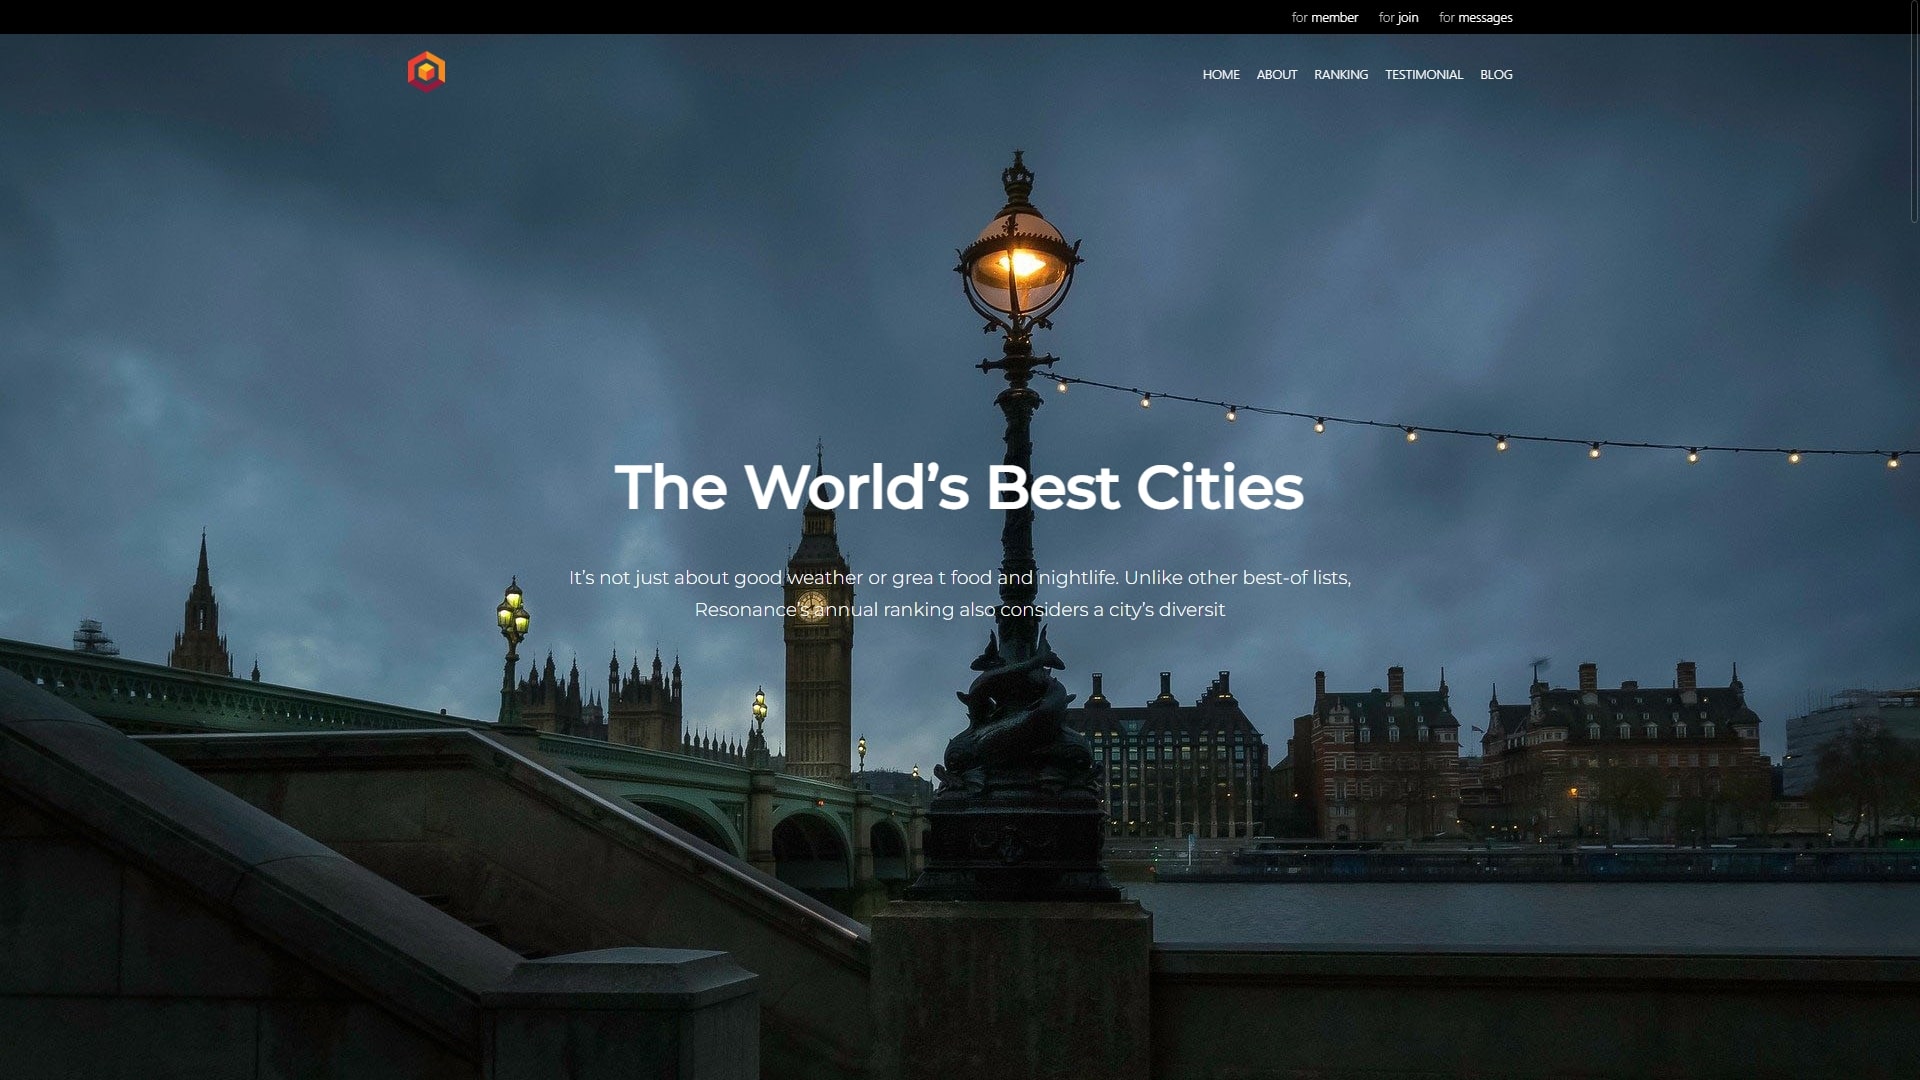 for member for join for messages
HOME ABOUT RANKING TESTIMONIAL BLOG
The World’s Best Cities
It’s not just about good weather or grea t food and nightlife. Unlike other best-of lists,
Resonance’s annual ranking also considers a city’s diversit